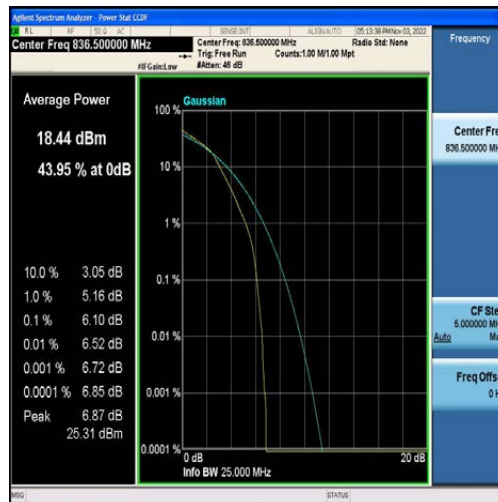 Agilent Spectrum Analyzer - Power Stat CCDF
RL RF 50 Ω AC SENSE:INT ALIGNAUTO 05:13:38 PM Nov 03, 2022
Center Freq 836.500000 MHz
Center Freq: 836.500000 MHz Radio Std: None
Trig: Free Run Counts:1.00 M/1.00 Mpt
#IFGain:Low #Atten: 46 dB
Frequency
Average Power
18.44 dBm
43.95 % at 0dB
10.0 % 3.05 dB
1.0 % 5.16 dB
0.1 % 6.10 dB
0.01 % 6.52 dB
0.001 % 6.72 dB
0.0001 % 6.85 dB
Peak 6.87 dB
25.31 dBm
Gaussian
100 %
10 %
1 %
0.1 %
0.01 %
0.001 %
0.0001 %
0 dB 20 dB
Info BW 25.000 MHz
Center Fre
836.500000 MH
CF Ste
5.000000 MH
Auto Ma
Freq Offs
0 H
MSG STATUS